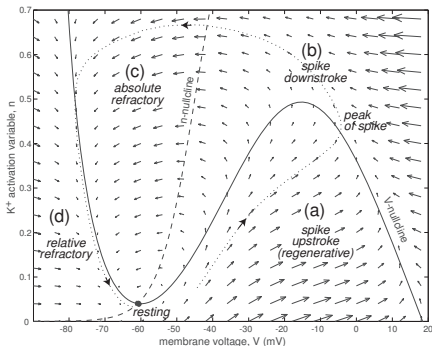 0.7
0.6
0.5
0.4
0.3
0.2
0.1
0
K+ activation variable, n
(b)
spike
downstroke
(c)
absolute
refractory
n-nullcline
peak
of spike
(d)
relative
refractory
(a)
spike
upstroke
(regenerative)
V-nullcline
resting
-80 -70 -60 -50 -40 -30 -20 -10 0 10 20
membrane voltage, V (mV)